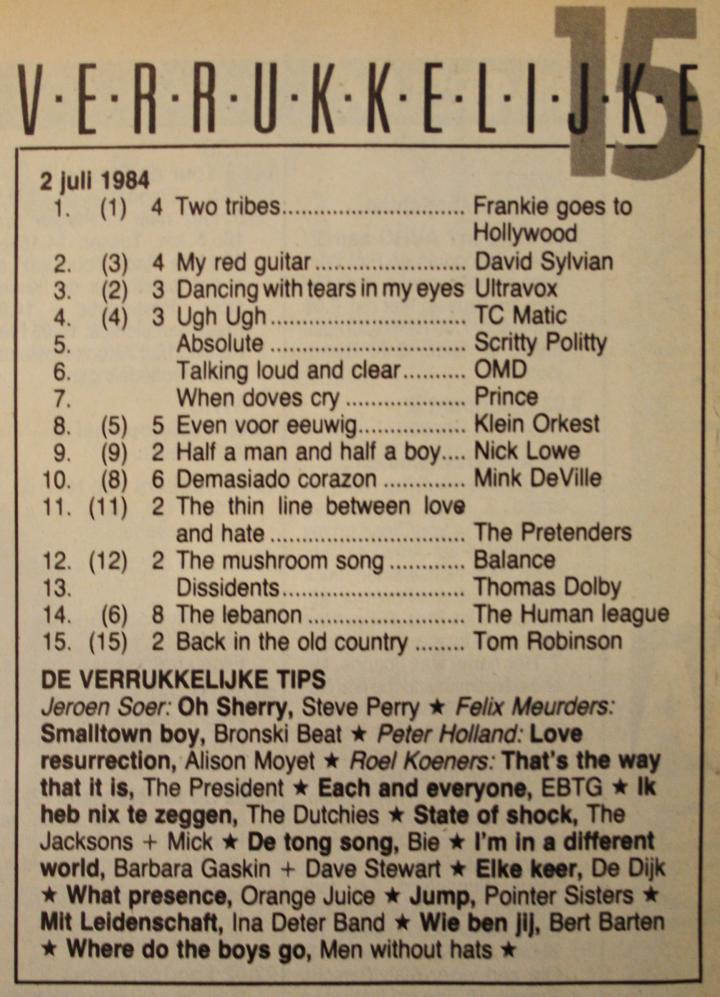 15
V·E·R·R·U·K·K·E·L·I·J·K·E
2 juli 1984
1. (1) 4 Two tribes.......................... Frankie goes to
Hollywood
2. (3) 4 My red guitar...................... David Sylvian
3. (2) 3 Dancing with tears in my eyes Ultravox
4. (4) 3 Ugh Ugh............................ TC Matic
5. Absolute ............................ Scritty Politty
6. Talking loud and clear.......... OMD
7. When doves cry .................. Prince
8. (5) 5 Even voor eeuwig................ Klein Orkest
9. (9) 2 Half a man and half a boy.... Nick Lowe
10. (8) 6 Demasiado corazon ............ Mink DeVille
11. (11) 2 The thin line between love
and hate ............................ The Pretenders
12. (12) 2 The mushroom song ........... Balance
13. Dissidents.......................... Thomas Dolby
14. (6) 8 The lebanon ....................... The Human league
15. (15) 2 Back in the old country ....... Tom Robinson
DE VERRUKKELIJKE TIPS
Jeroen Soer: Oh Sherry, Steve Perry ★ Felix Meurders:
Smalltown boy, Bronski Beat ★ Peter Holland: Love
resurrection, Alison Moyet ★ Roel Koeners: That's the way
that it is, The President ★ Each and everyone, EBTG ★ Ik
heb nix te zeggen, The Dutchies ★ State of shock, The
Jacksons + Mick ★ De tong song, Bie ★ I'm in a different
world, Barbara Gaskin + Dave Stewart ★ Elke keer, De Dijk
★ What presence, Orange Juice ★ Jump, Pointer Sisters ★
Mit Leidenschaft, Ina Deter Band ★ Wie ben jij, Bert Barten
★ Where do the boys go, Men without hats ★